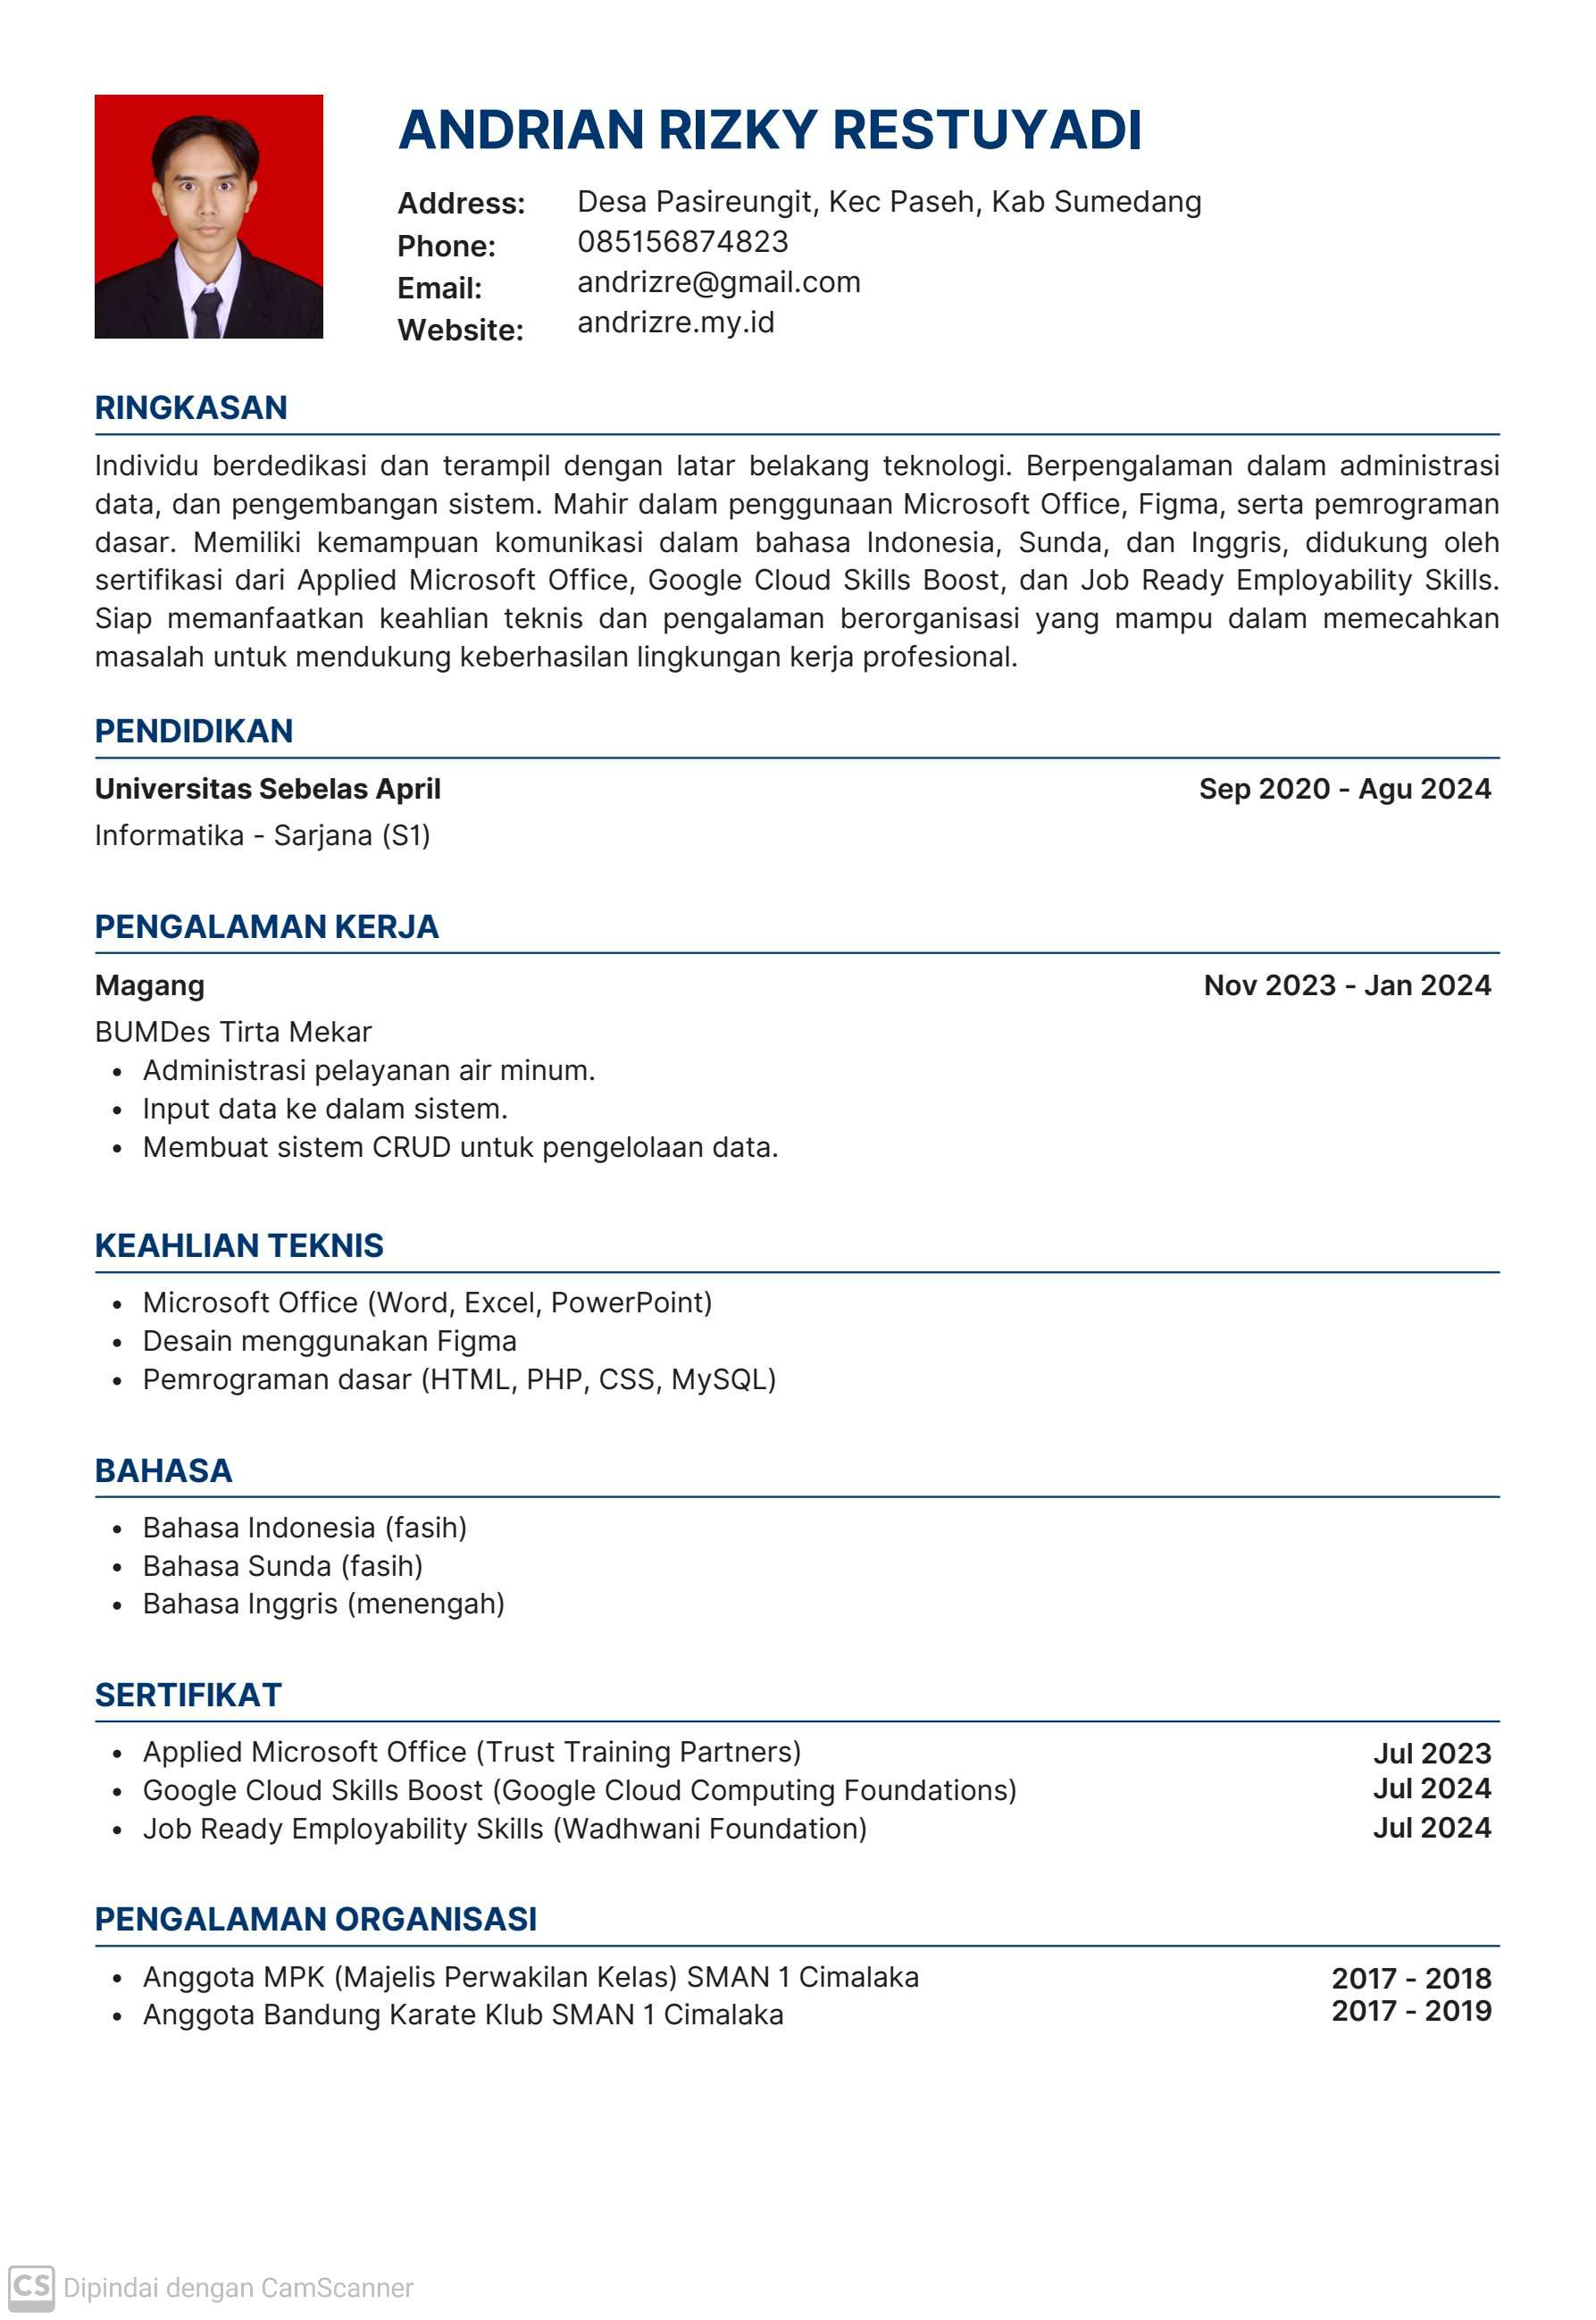 ANDRIAN RIZKY RESTUYADI
Address: Desa Pasireungit, Kec Paseh, Kab Sumedang
Phone: 085156874823
Email: andrizre@gmail.com
Website: andrizre.my.id
RINGKASAN
Individu berdedikasi dan terampil dengan latar belakang teknologi. Berpengalaman dalam administrasi
data, dan pengembangan sistem. Mahir dalam penggunaan Microsoft Office, Figma, serta pemrograman
dasar. Memiliki kemampuan komunikasi dalam bahasa Indonesia, Sunda, dan Inggris, didukung oleh
sertifikasi dari Applied Microsoft Office, Google Cloud Skills Boost, dan Job Ready Employability Skills.
Siap memanfaatkan keahlian teknis dan pengalaman berorganisasi yang mampu dalam memecahkan
masalah untuk mendukung keberhasilan lingkungan kerja profesional.
PENDIDIKAN
Universitas Sebelas April Sep 2020 - Agu 2024
Informatika - Sarjana (S1)
PENGALAMAN KERJA
Magang Nov 2023 - Jan 2024
BUMDes Tirta Mekar
• Administrasi pelayanan air minum.
• Input data ke dalam sistem.
• Membuat sistem CRUD untuk pengelolaan data.
KEAHLIAN TEKNIS
• Microsoft Office (Word, Excel, PowerPoint)
• Desain menggunakan Figma
• Pemrograman dasar (HTML, PHP, CSS, MySQL)
BAHASA
• Bahasa Indonesia (fasih)
• Bahasa Sunda (fasih)
• Bahasa Inggris (menengah)
SERTIFIKAT
• Applied Microsoft Office (Trust Training Partners) Jul 2023
• Google Cloud Skills Boost (Google Cloud Computing Foundations) Jul 2024
• Job Ready Employability Skills (Wadhwani Foundation) Jul 2024
PENGALAMAN ORGANISASI
• Anggota MPK (Majelis Perwakilan Kelas) SMAN 1 Cimalaka 2017 - 2018
• Anggota Bandung Karate Klub SMAN 1 Cimalaka 2017 - 2019
CS Dipindai dengan CamScanner